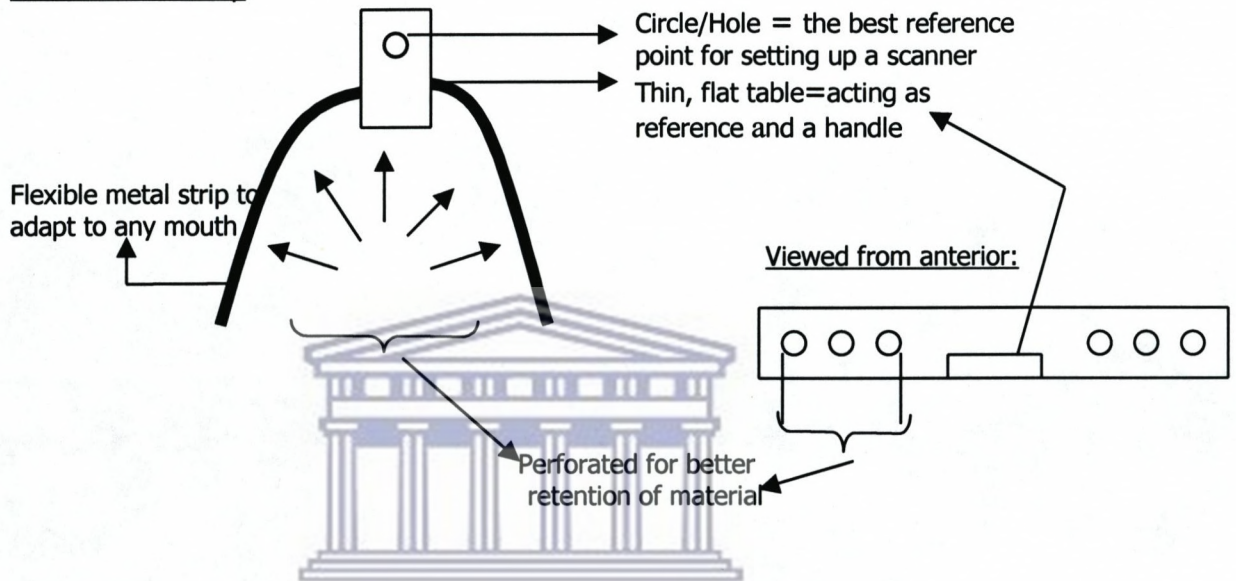 Circle/Hole = the best reference
point for setting up a scanner
Thin, flat table=acting as
reference and a handle
Flexible metal strip to
adapt to any mouth
Viewed from anterior:
Perforated for better
retention of material